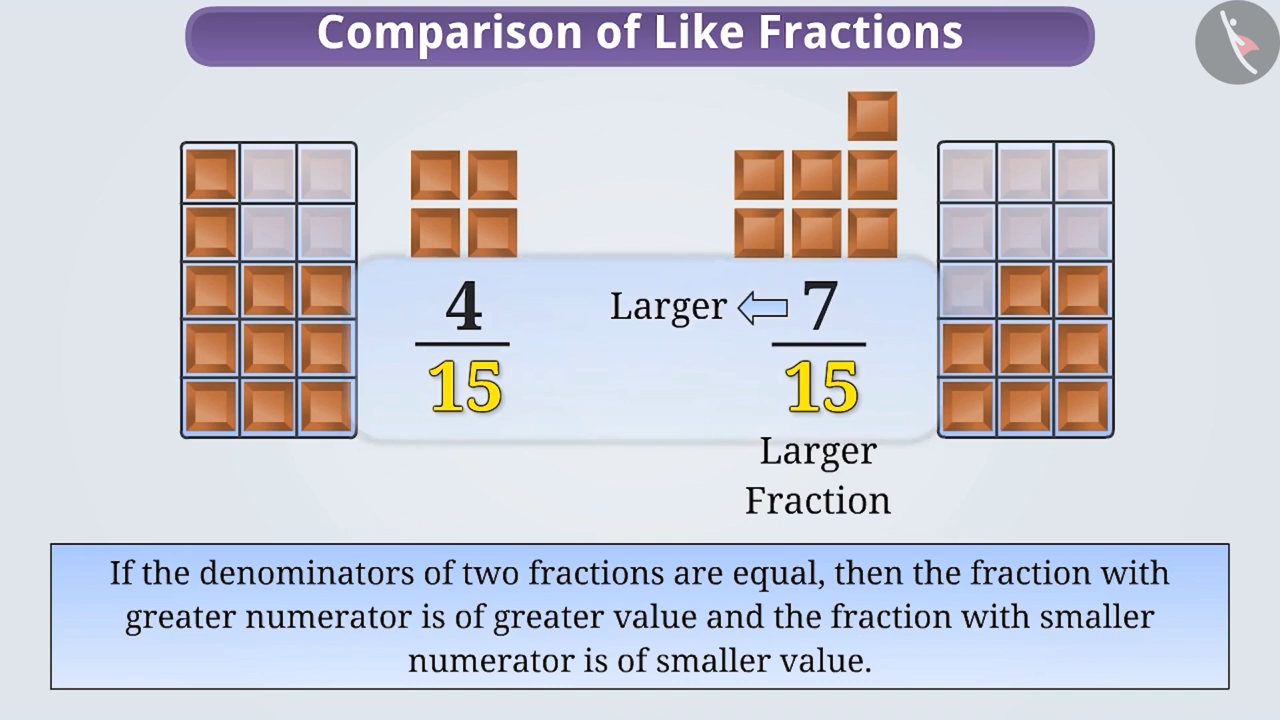 Comparison of Like Fractions
4
15
Larger
7
15
Larger
Fraction
If the denominators of two fractions are equal, then the fraction with
greater numerator is of greater value and the fraction with smaller
numerator is of smaller value.